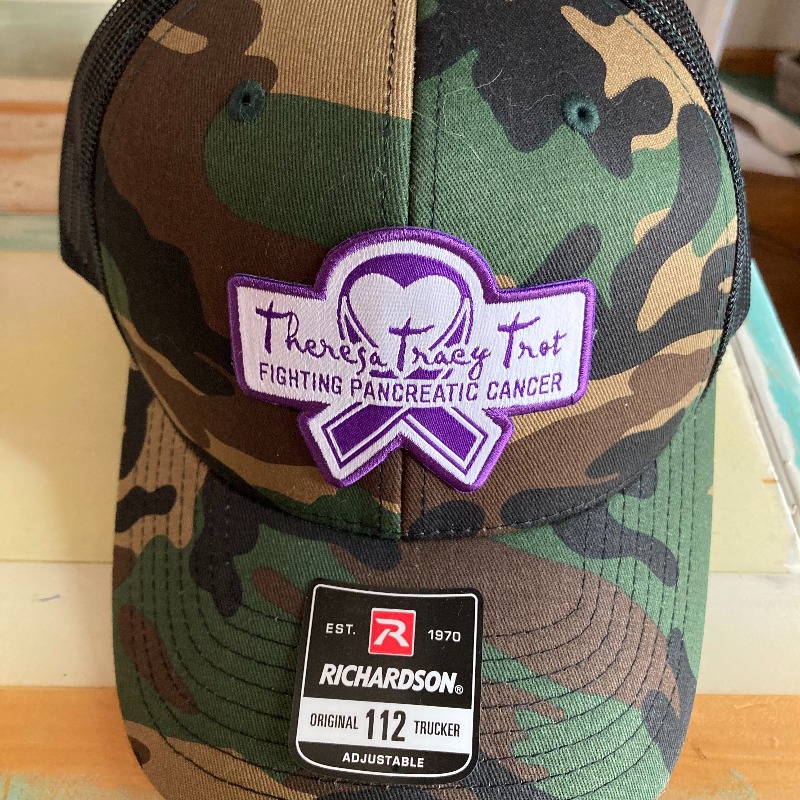 Theresa Tracy Trot
FIGHTING PANCREATIC CANCER
EST. R 1970
RICHARDSON®
ORIGINAL 112 TRUCKER
ADJUSTABLE